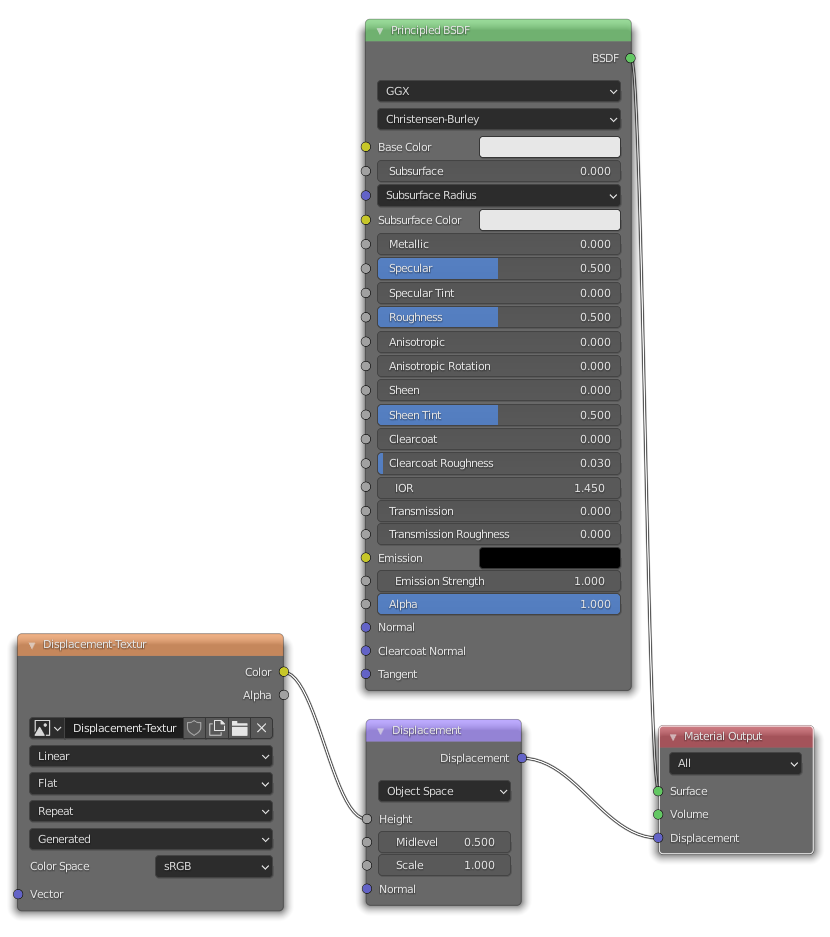 Principled BSDF
BSDF
GGX
Christensen-Burley
Base Color
Subsurface 0.000
Subsurface Radius
Subsurface Color
Metallic 0.000
Specular 0.500
Specular Tint 0.000
Roughness 0.500
Anisotropic 0.000
Anisotropic Rotation 0.000
Sheen 0.000
Sheen Tint 0.500
Clearcoat 0.000
Clearcoat Roughness 0.030
IOR 1.450
Transmission 0.000
Transmission Roughness 0.000
Emission
Emission Strength 1.000
Alpha 1.000
Normal
Clearcoat Normal
Tangent
Displacement-Textur
Color
Alpha
Displacement-Textur
Linear
Flat
Repeat
Generated
Color Space sRGB
Vector
Displacement
Displacement
Object Space
Height
Midlevel 0.500
Scale 1.000
Normal
Material Output
All
Surface
Volume
Displacement